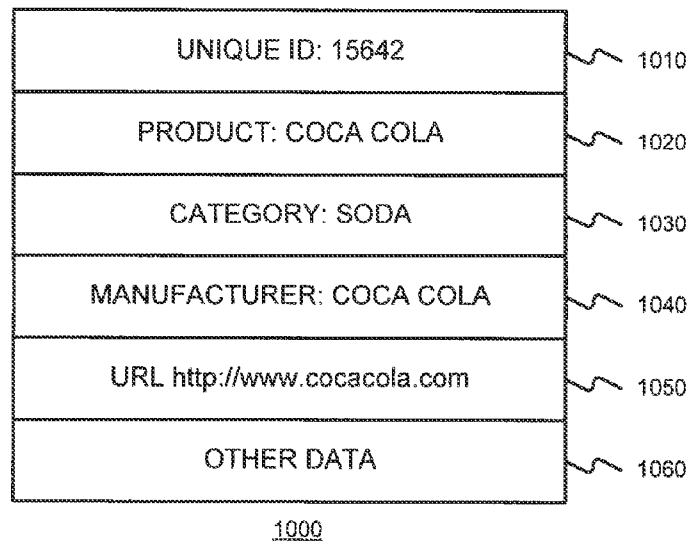 UNIQUE ID: 15642
1010
PRODUCT: COCA COLA
1020
CATEGORY: SODA
1030
MANUFACTURER: COCA COLA
1040
URL http://www.cocacola.com
1050
OTHER DATA
1060
1000